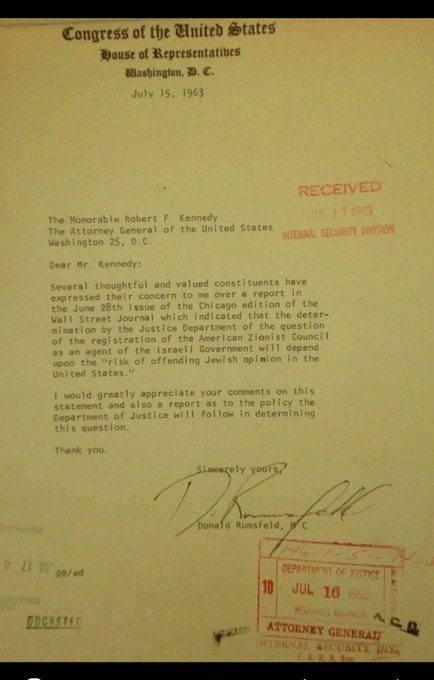 Congress of the United States
House of Representatives
Washington, D. C.
July 15, 1963
RECEIVED
JUL 17 1963
INTERNAL SECURITY DIVISION
The Honorable Robert F Kennedy
The Attorney General of the United States
Washington 25, D.C.
Dear Mr. Kennedy:
Several thoughtful and valued constituents have
expressed their concern to me over a report in
the June 28th issue of the Chicago edition of the
Wall Street Journal which indicated that the deter-
mination by the Justice Department of the question
of the registration of the American Zionist Council
as an agent of the Israeli Government will depend
upon the "risk of offending Jewish opinion in the
United States."
I would greatly appreciate your comments on this
statement and also a report as to the policy the
Department of Justice will follow in determining
this question.
Thank you.
Sincerely yours,
Donald Rumsfeld, M C
DR/ad
DEPARTMENT OF JUSTICE
10 JUL 16 1963
RECORDS BRANCH
ATTORNEY GENERAL
INTERNAL SECURITY DIV.
DOCKETED
INDEXED